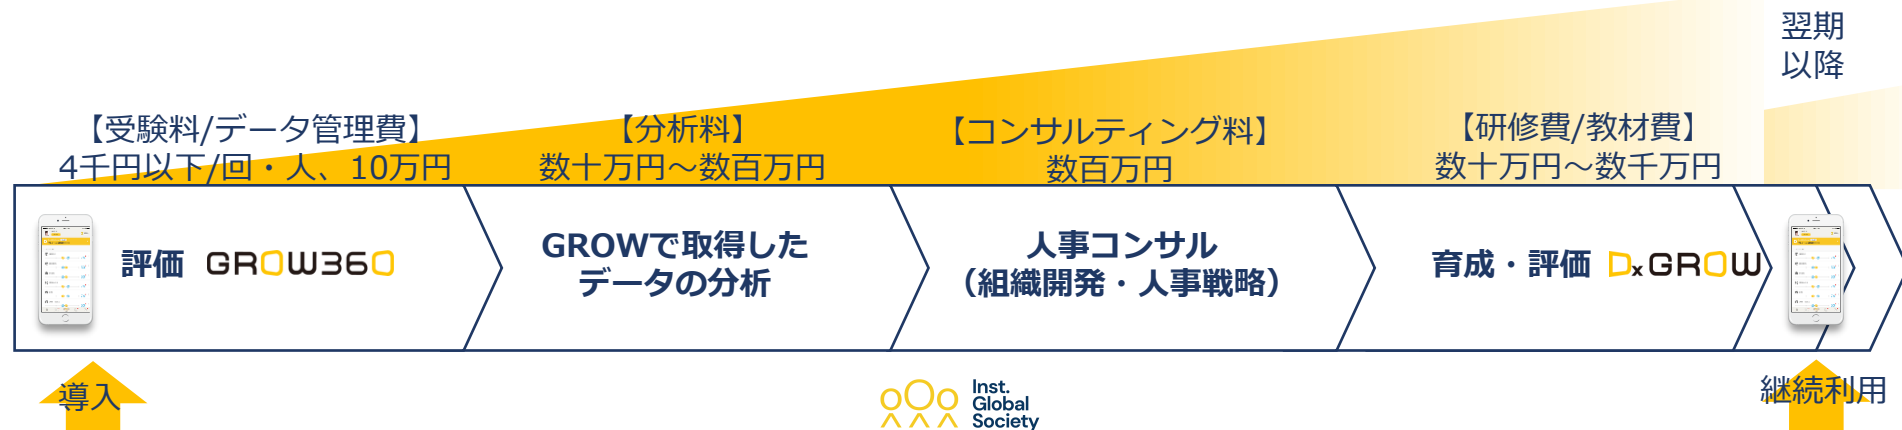 翌期
以降
【受験料/データ管理費】
4千円以下/回・人、10万円
【分析料】
数十万円～数百万円
【コンサルティング料】
数百万円
【研修費/教材費】
数十万円～数千万円
評価 GROW360
GROWで取得した
データの分析
人事コンサル
（組織開発・人事戦略）
育成・評価 DxGROW
導入
継続利用
Inst.
Global
Society